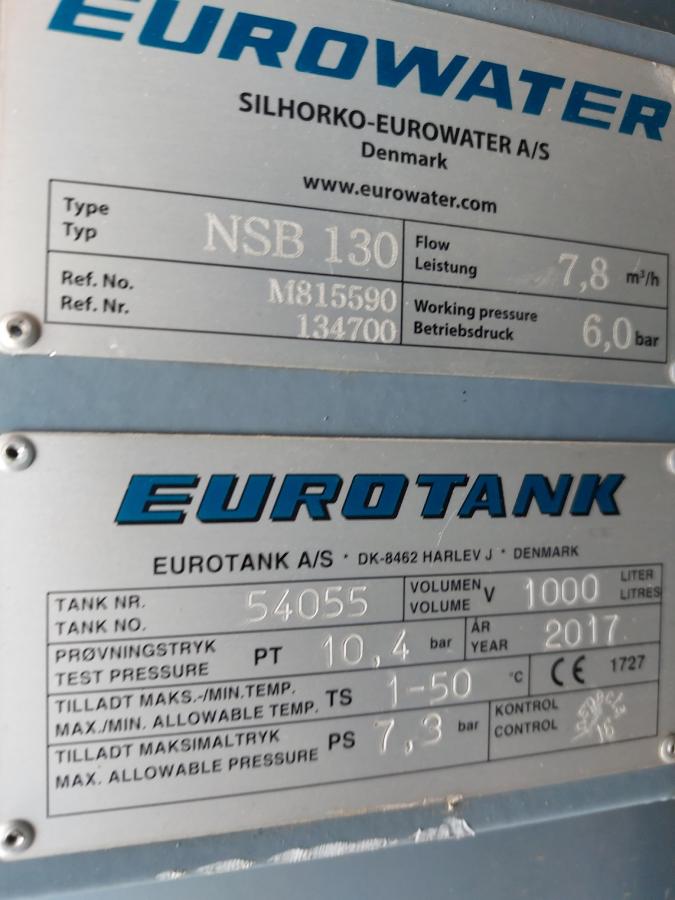 EUROWATER
SILHORKO-EUROWATER A/S
Denmark
www.eurowater.com
Type
Typ
NSB 130
Flow
Leistung
7,8 m³/h
Ref. No.
Ref. Nr.
M815590
134700
Working pressure
Betriebsdruck
6,0 bar
EUROTANK
EUROTANK A/S · DK-8462 HARLEV J · DENMARK
TANK NR.
TANK NO.
54055
VOLUMEN
VOLUME
V
1000
LITER
LITRES
PRØVNINGSTRYK
TEST PRESSURE
PT
10,4 bar
ÅR
YEAR
2017
TILLADT MAKS.-/MIN.TEMP.
MAX./MIN. ALLOWABLE TEMP.
TS
1-50 °C
CE 1727
TILLADT MAKSIMALTRYK
MAX. ALLOWABLE PRESSURE
PS
7,3 bar
KONTROL
CONTROL
16